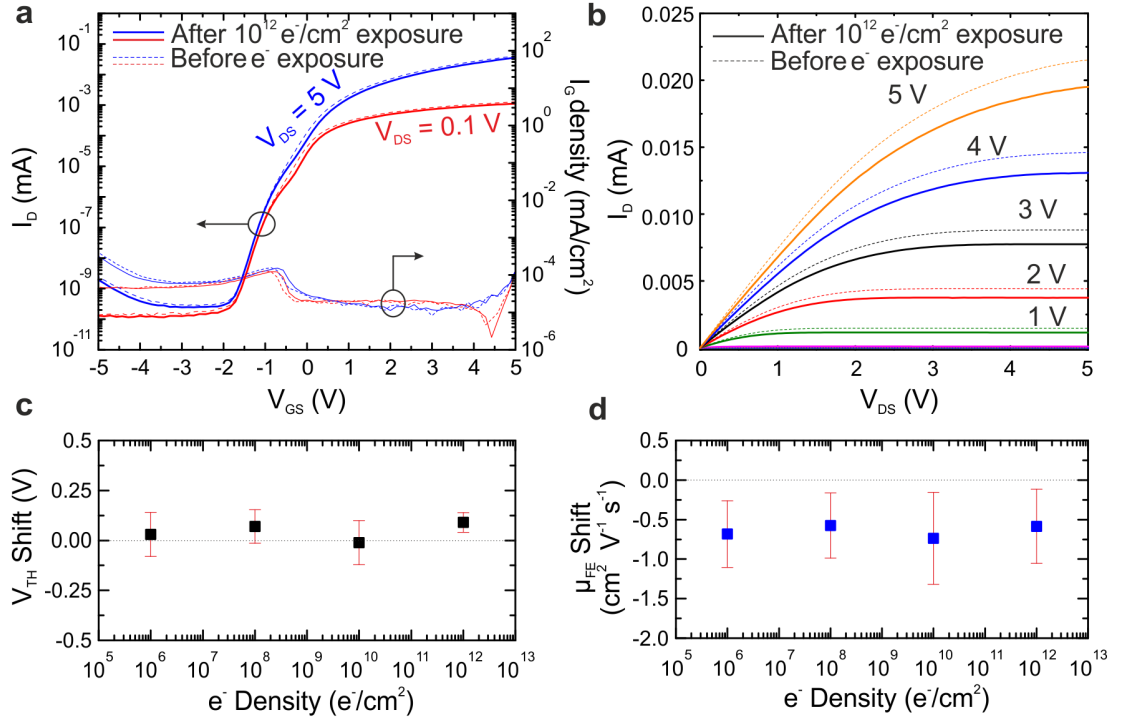 a
After 10¹² e⁻/cm² exposure
Before e⁻ exposure
V_DS = 5 V
V_DS = 0.1 V
I_D (mA)
10⁻¹
10⁻³
10⁻⁵
10⁻⁷
10⁻⁹
10⁻¹¹
I_G density (mA/cm²)
10²
10⁰
10⁻²
10⁻⁴
10⁻⁶
-5 -4 -3 -2 -1 0 1 2 3 4 5
V_GS (V)
b
After 10¹² e⁻/cm² exposure
Before e⁻ exposure
5 V
4 V
3 V
2 V
1 V
I_D (mA)
0.025
0.020
0.015
0.010
0.005
0
0 1 2 3 4 5
V_DS (V)
c
V_TH Shift (V)
0.5
0.25
0.00
-0.25
-0.5
10⁵ 10⁶ 10⁷ 10⁸ 10⁹ 10¹⁰ 10¹¹ 10¹² 10¹³
e⁻ Density (e⁻/cm²)
d
μ_FE Shift
(cm² V⁻¹ s⁻¹)
0.5
0.0
-0.5
-1.0
-1.5
-2.0
10⁵ 10⁶ 10⁷ 10⁸ 10⁹ 10¹⁰ 10¹¹ 10¹² 10¹³
e⁻ Density (e⁻/cm²)